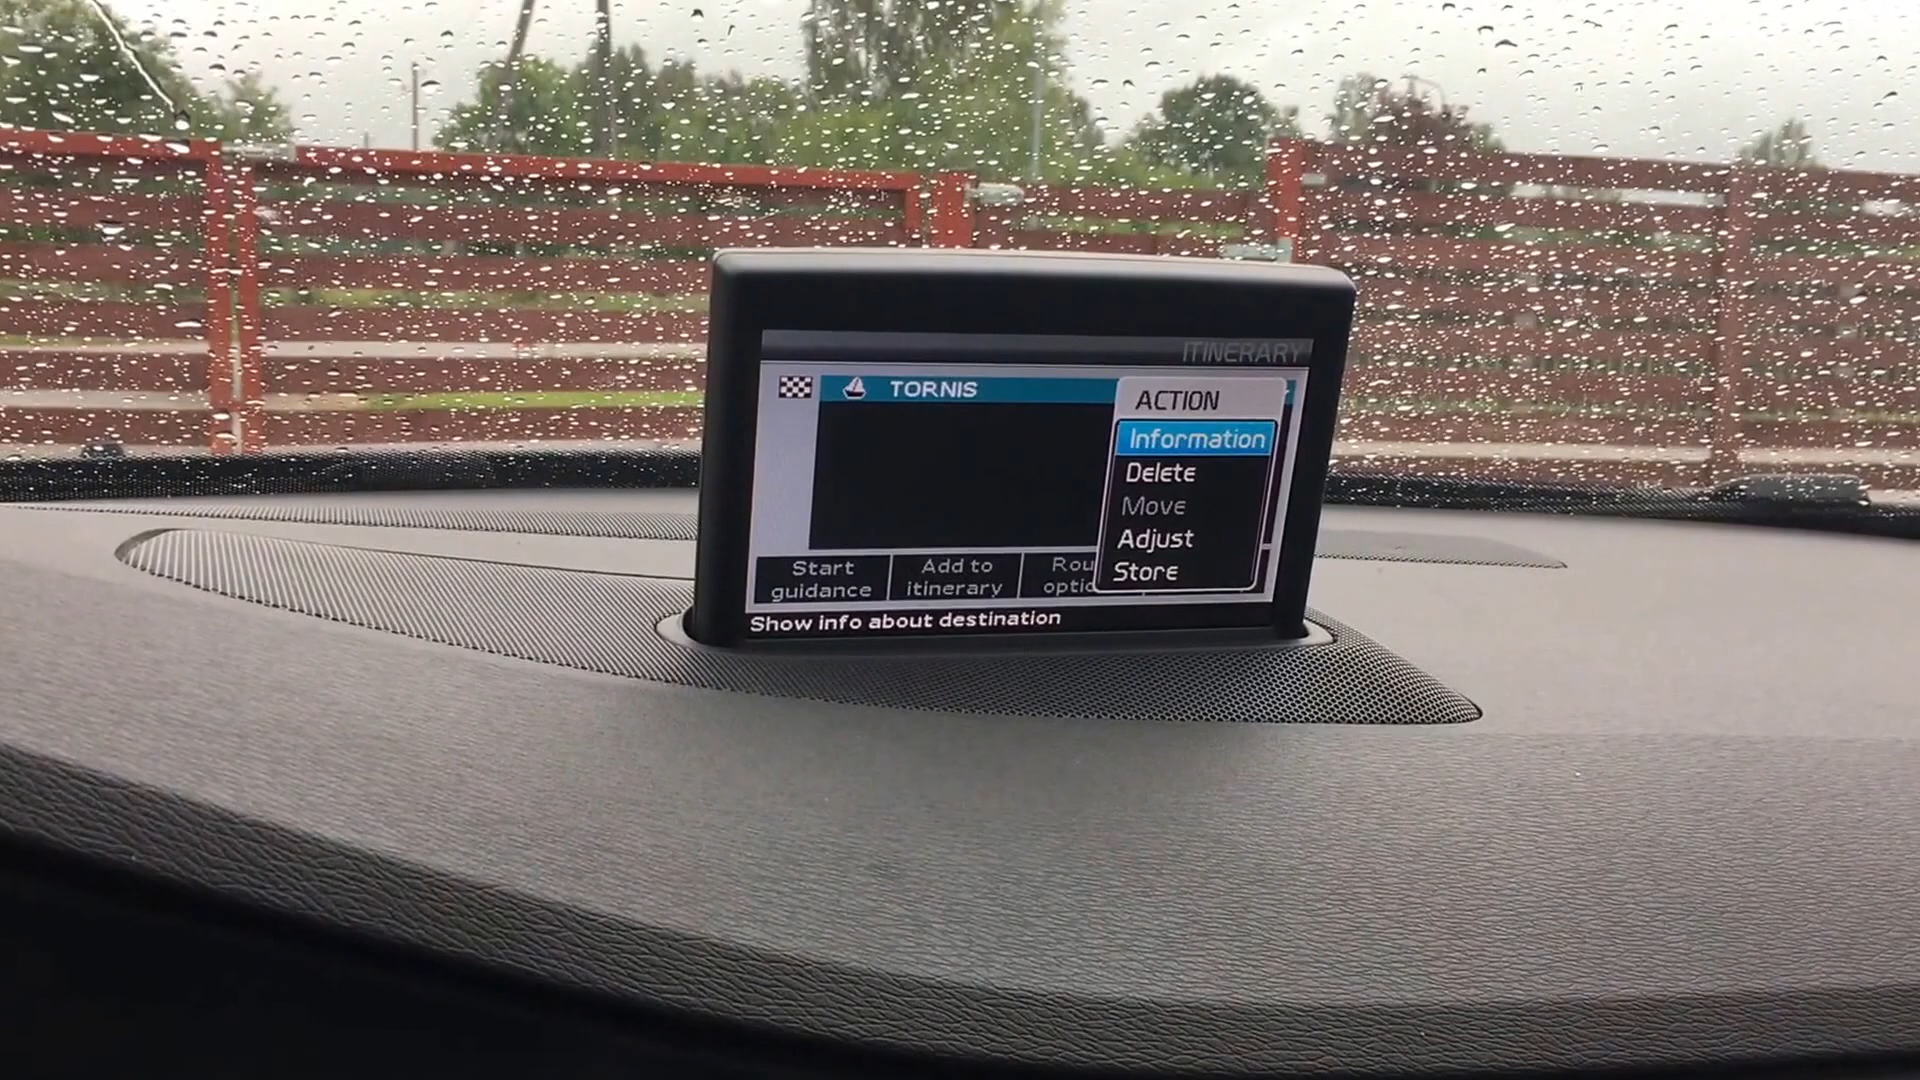 ITINERARY
TORNIS
ACTION
Information
Delete
Move
Adjust
Store
Start
guidance
Add to
itinerary
Show info about destination